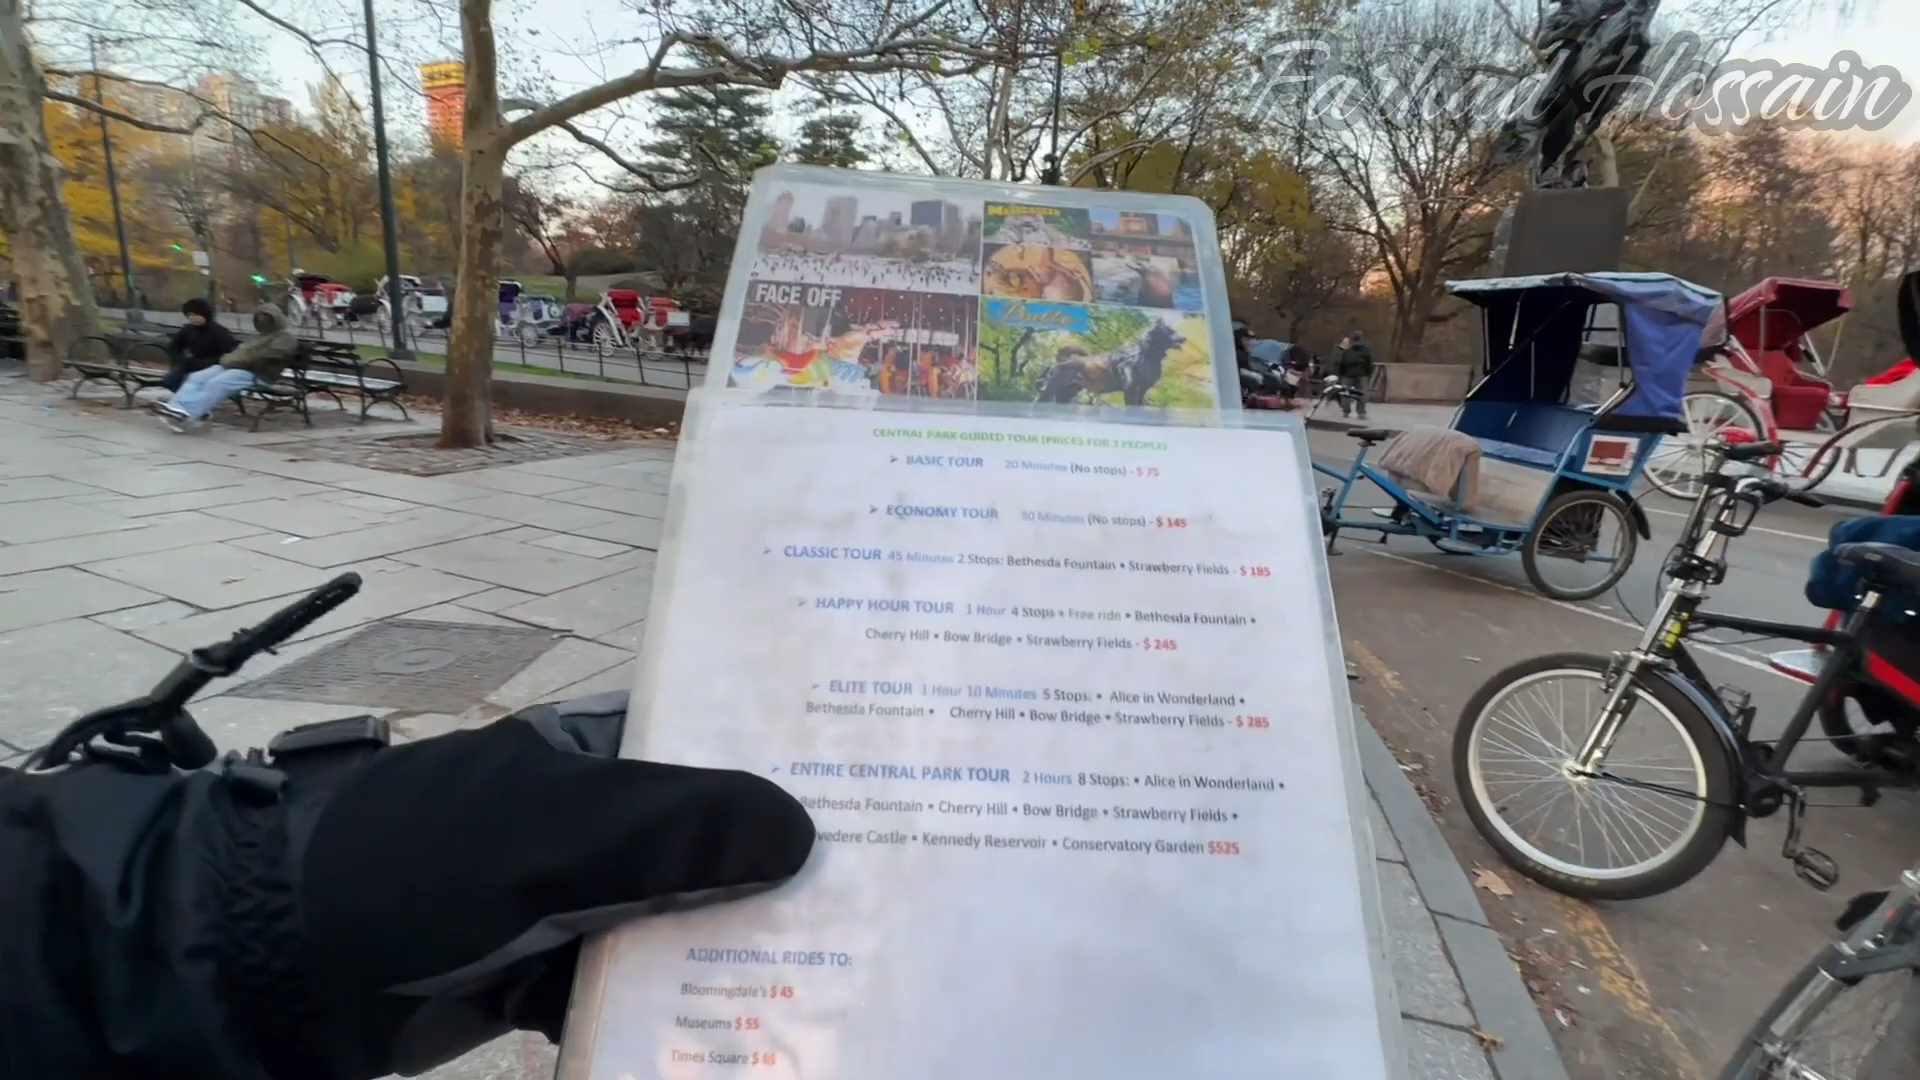 Farhad Hossain
FACE OFF
Balto
CENTRAL PARK GUIDED TOUR (PRICES FOR 3 PEOPLE)
➢ BASIC TOUR 20 Minutes (No stops) - $ 75
➢ ECONOMY TOUR 30 Minutes (No stops) - $ 145
➢ CLASSIC TOUR 45 Minutes 2 Stops: Bethesda Fountain • Strawberry Fields - $ 185
➢ HAPPY HOUR TOUR 1 Hour 4 Stops + Free ride • Bethesda Fountain •
Cherry Hill • Bow Bridge • Strawberry Fields - $ 245
➢ ELITE TOUR 1 Hour 10 Minutes 5 Stops: • Alice in Wonderland •
Bethesda Fountain • Cherry Hill • Bow Bridge • Strawberry Fields - $ 285
➢ ENTIRE CENTRAL PARK TOUR 2 Hours 8 Stops: • Alice in Wonderland •
Bethesda Fountain • Cherry Hill • Bow Bridge • Strawberry Fields •
vedere Castle • Kennedy Reservoir • Conservatory Garden $525
ADDITIONAL RIDES TO:
Bloomingdale's $ 45
Museums $ 55
Times Square $